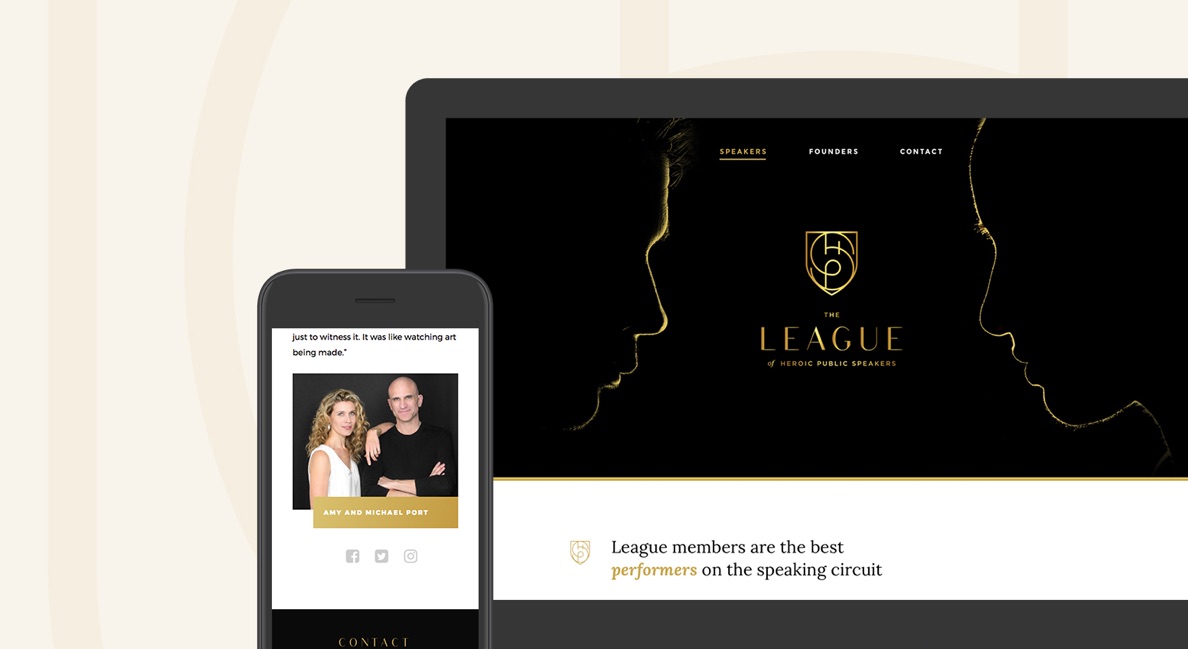 SPEAKERS FOUNDERS CONTACT
THE
LEAGUE
of HEROIC PUBLIC SPEAKERS
League members are the best
performers on the speaking circuit
just to witness it. It was like watching art
being made."
AMY AND MICHAEL PORT
CONTACT